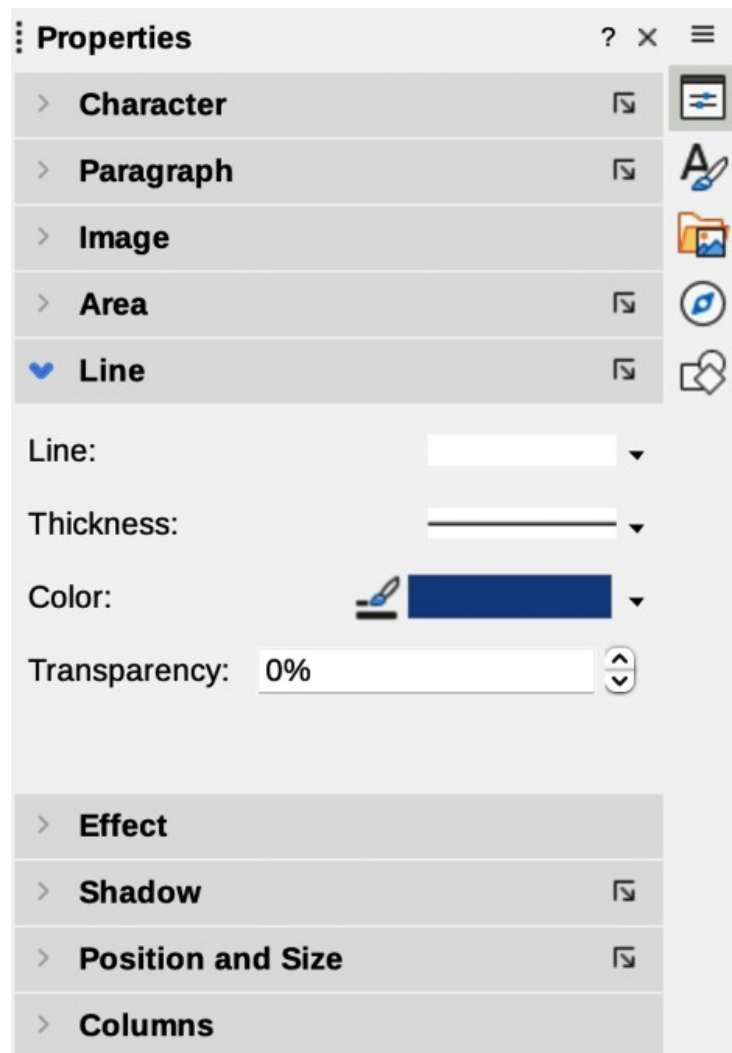 Properties ? ×
Character
Paragraph
Image
Area
Line
Line:
Thickness:
Color:
Transparency: 0%
Effect
Shadow
Position and Size
Columns